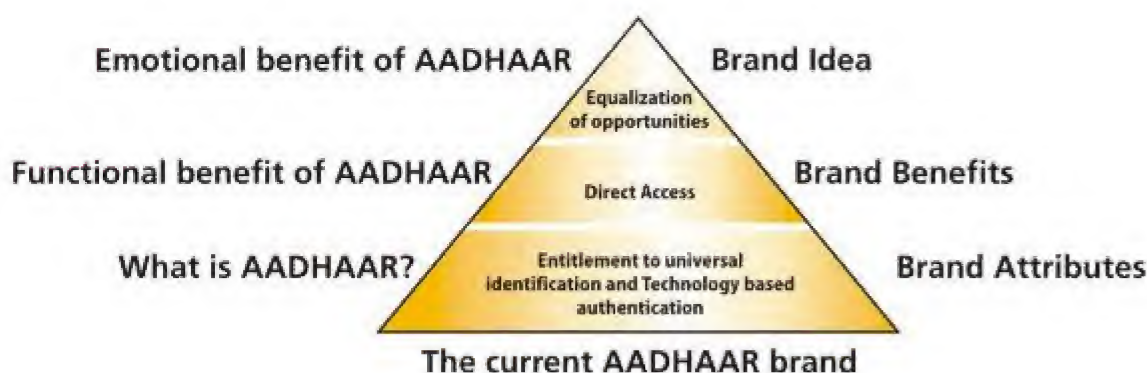 Emotional benefit of AADHAAR
Brand Idea
Equalization
of opportunities
Functional benefit of AADHAAR
Direct Access
Brand Benefits
What is AADHAAR?
Entitlement to universal
identification and Technology based
authentication
Brand Attributes
The current AADHAAR brand